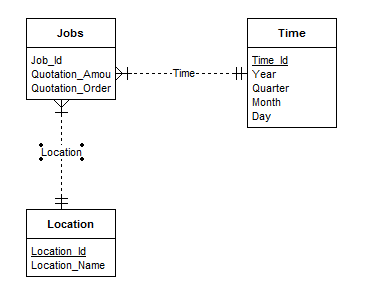 Jobs
Job_Id
Quotation_Amou
Quotation_Order
Time
Time
Time_Id
Year
Quarter
Month
Day
Location
Location
Location_Id
Location_Name